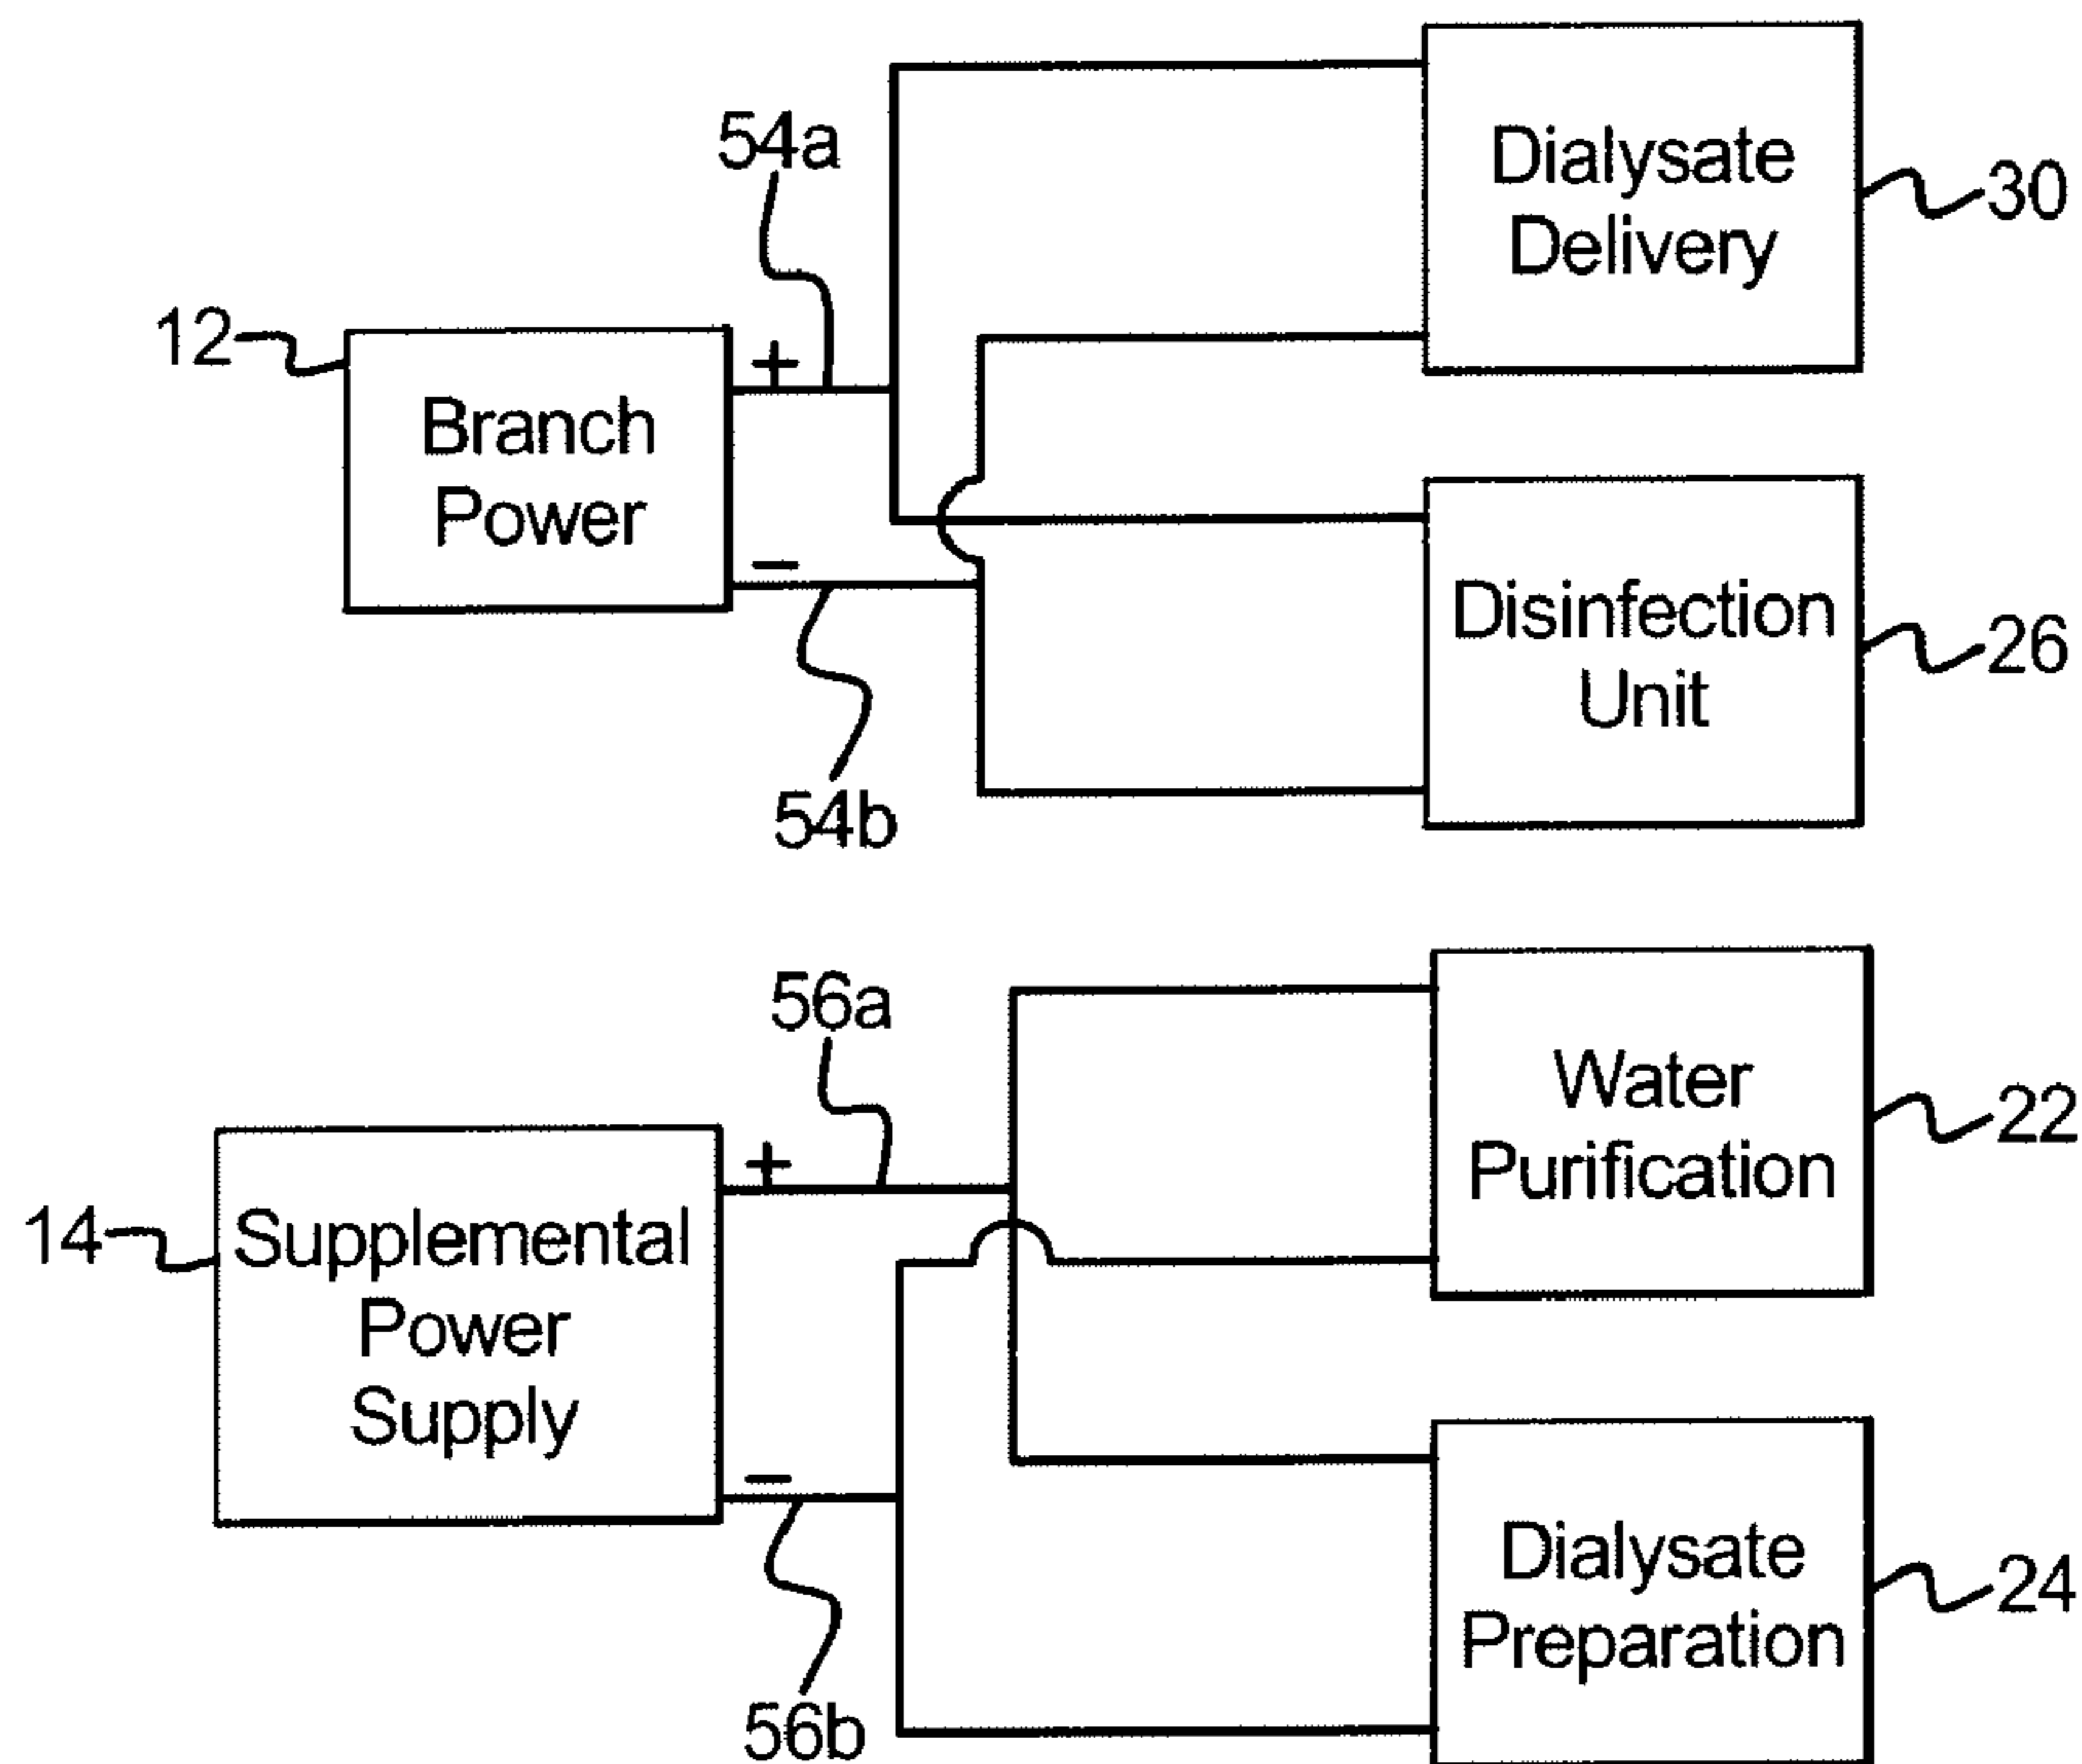 54a
Dialysate
Delivery
30
12
+
Branch
Power
−
54b
Disinfection
Unit
26
56a
Water
Purification
22
14
+
Supplemental
Power
Supply
−
56b
Dialysate
Preparation
24